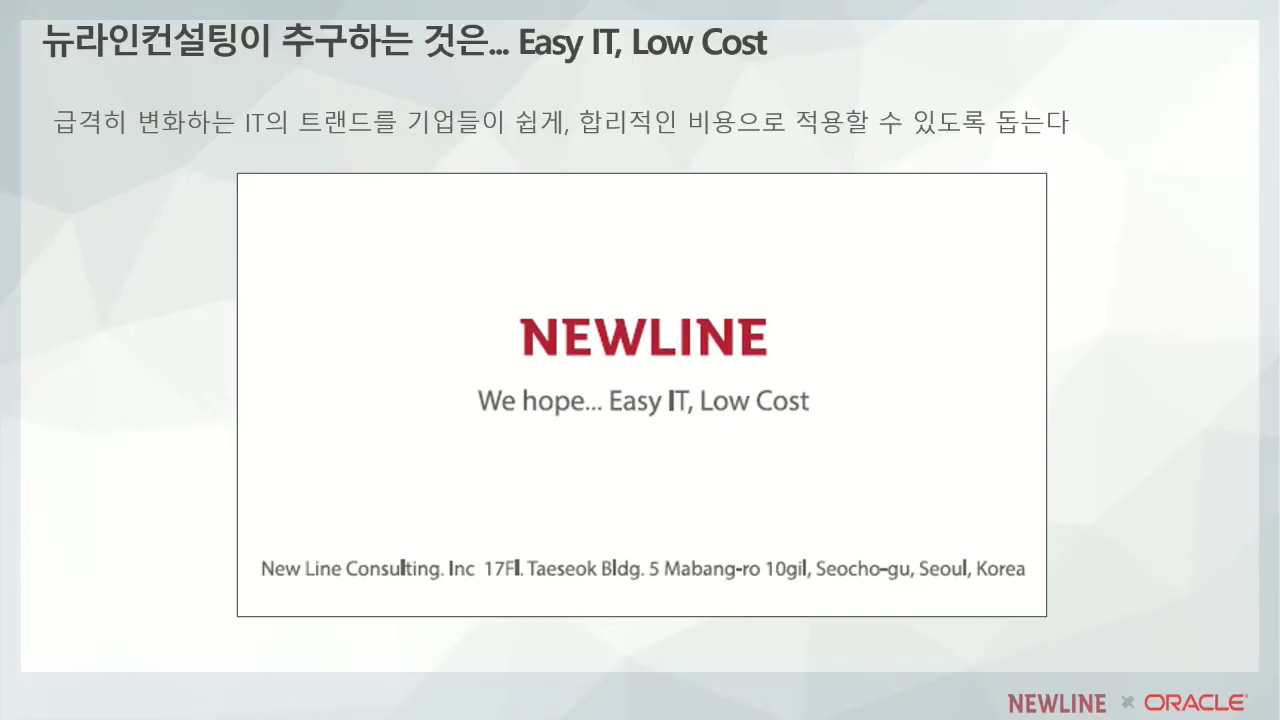 뉴라인컨설팅이 추구하는 것은... Easy IT, Low Cost
급격히 변화하는 IT의 트랜드를 기업들이 쉽게, 합리적인 비용으로 적용할 수 있도록 돕는다
NEWLINE
We hope... Easy IT, Low Cost
New Line Consulting. Inc 17Fl. Taeseok Bldg. 5 Mabang-ro 10gil, Seocho-gu, Seoul, Korea
NEWLINE × ORACLE